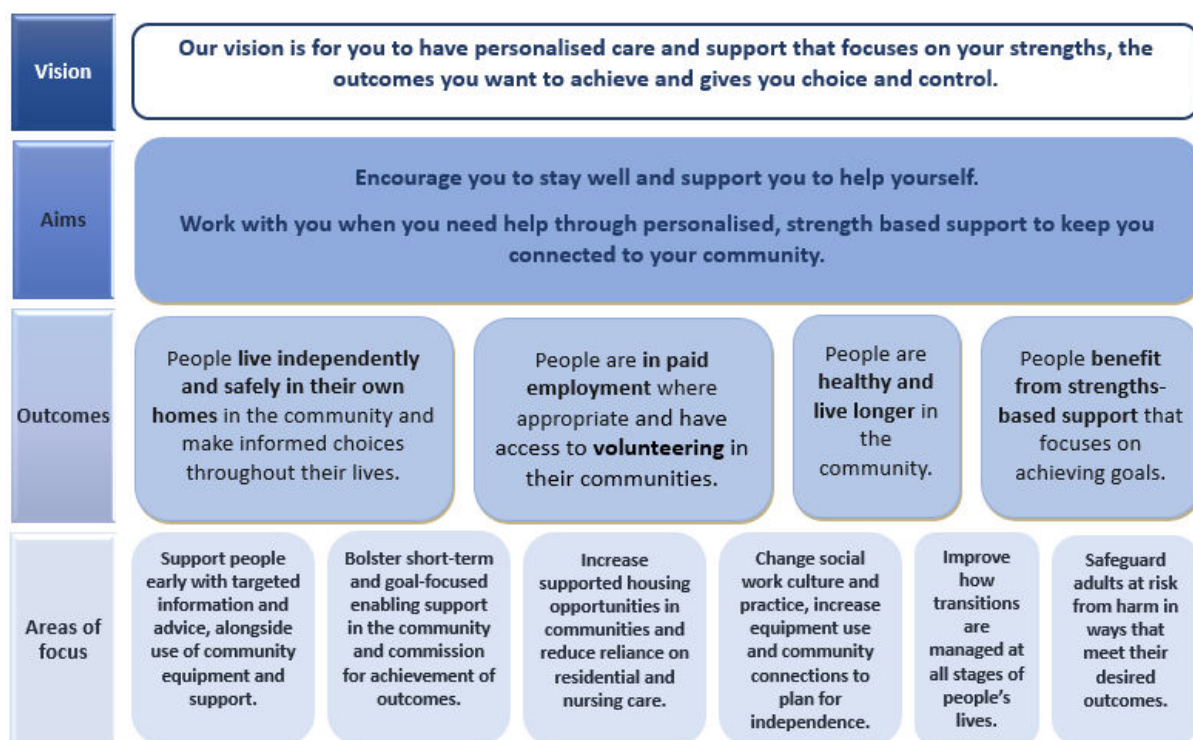 Vision
Our vision is for you to have personalised care and support that focuses on your strengths, the
outcomes you want to achieve and gives you choice and control.
Aims
Encourage you to stay well and support you to help yourself.
Work with you when you need help through personalised, strength based support to keep you
connected to your community.
Outcomes
People live independently
and safely in their own
homes in the community and
make informed choices
throughout their lives.
People are in paid
employment where
appropriate and have
access to volunteering in
their communities.
People are
healthy and
live longer in
the
community.
People benefit
from strengths-
based support that
focuses on
achieving goals.
Areas of
focus
Support people
early with targeted
information and
advice, alongside
use of community
equipment and
support.
Bolster short-term
and goal-focused
enabling support
in the community
and commission
for achievement of
outcomes.
Increase
supported housing
opportunities in
communities and
reduce reliance on
residential and
nursing care.
Change social
work culture and
practice, increase
equipment use
and community
connections to
plan for
independence.
Improve
how
transitions
are
managed at
all stages of
people's
lives.
Safeguard
adults at risk
from harm in
ways that
meet their
desired
outcomes.